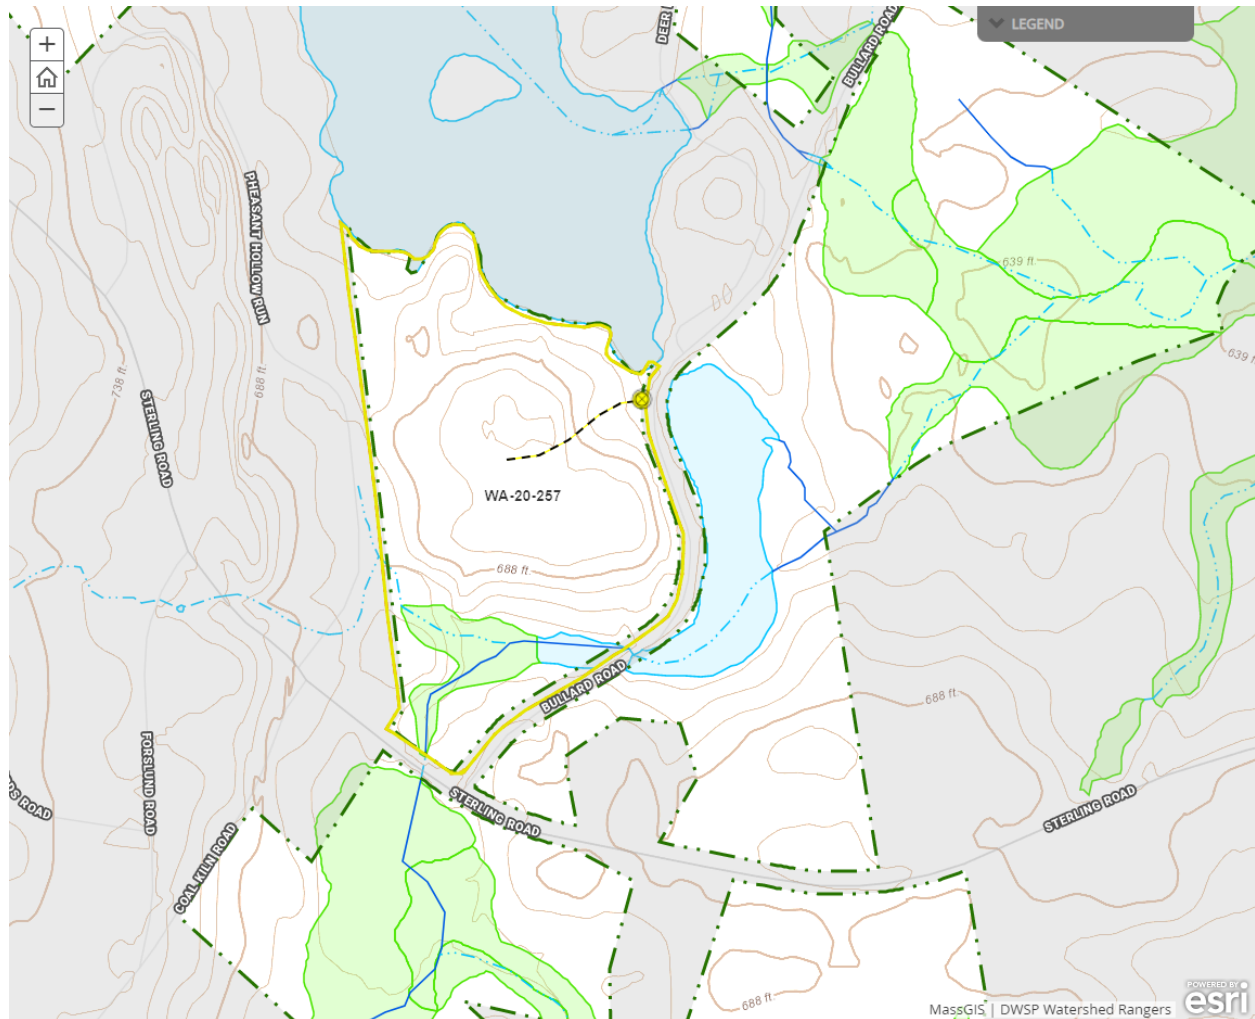 +
−
LEGEND
DEER
BULLARD ROAD
PHEASANT HOLLOW RUN
639 ft.
639 ft.
738 ft.
688 ft.
STERLING ROAD
WA-20-257
688 ft.
BULLARD ROAD
688 ft.
FORSLUND ROAD
DS ROAD
STERLING ROAD
STERLING ROAD
COAL KILN ROAD
688 ft.
MassGIS | DWSP Watershed Rangers
POWERED BY
esri